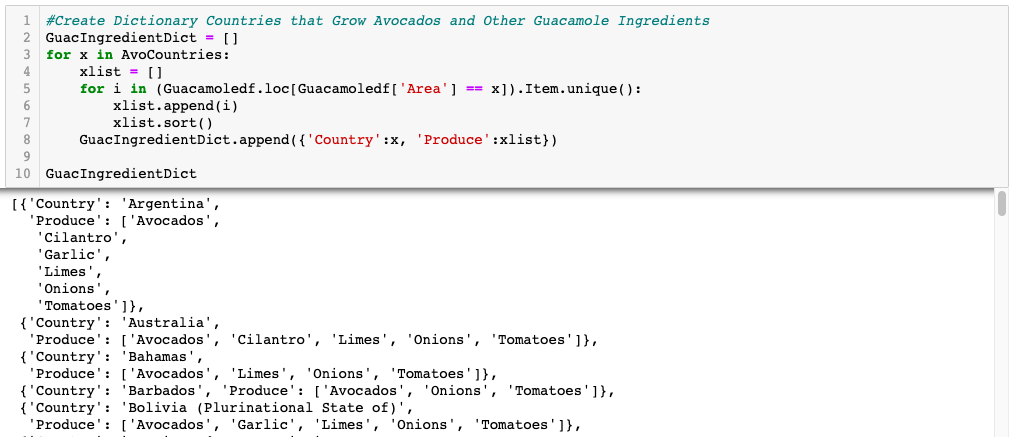 1 #Create Dictionary Countries that Grow Avocados and Other Guacamole Ingredients
2 GuacIngredientDict = []
3 for x in AvoCountries:
4     xlist = []
5     for i in (Guacamoledf.loc[Guacamoledf['Area'] == x]).Item.unique():
6         xlist.append(i)
7         xlist.sort()
8     GuacIngredientDict.append({'Country':x, 'Produce':xlist})
9
10 GuacIngredientDict
[{'Country': 'Argentina',
  'Produce': ['Avocados',
   'Cilantro',
   'Garlic',
   'Limes',
   'Onions',
   'Tomatoes']},
 {'Country': 'Australia',
  'Produce': ['Avocados', 'Cilantro', 'Limes', 'Onions', 'Tomatoes']},
 {'Country': 'Bahamas',
  'Produce': ['Avocados', 'Limes', 'Onions', 'Tomatoes']},
 {'Country': 'Barbados', 'Produce': ['Avocados', 'Onions', 'Tomatoes']},
 {'Country': 'Bolivia (Plurinational State of)',
  'Produce': ['Avocados', 'Garlic', 'Limes', 'Onions', 'Tomatoes']},